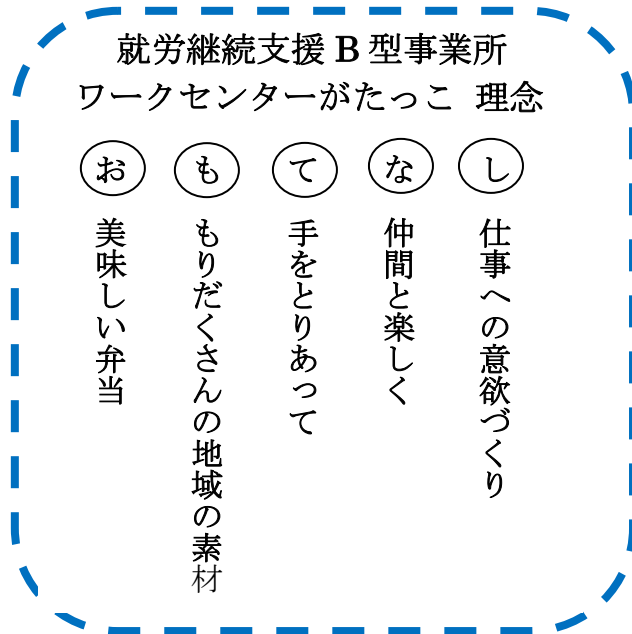 就労継続支援B型事業所
ワークセンターがたっこ 理念
お
美味しい弁当
も
もりだくさんの地域の素材
て
手をとりあって
な
仲間と楽しく
し
仕事への意欲づくり